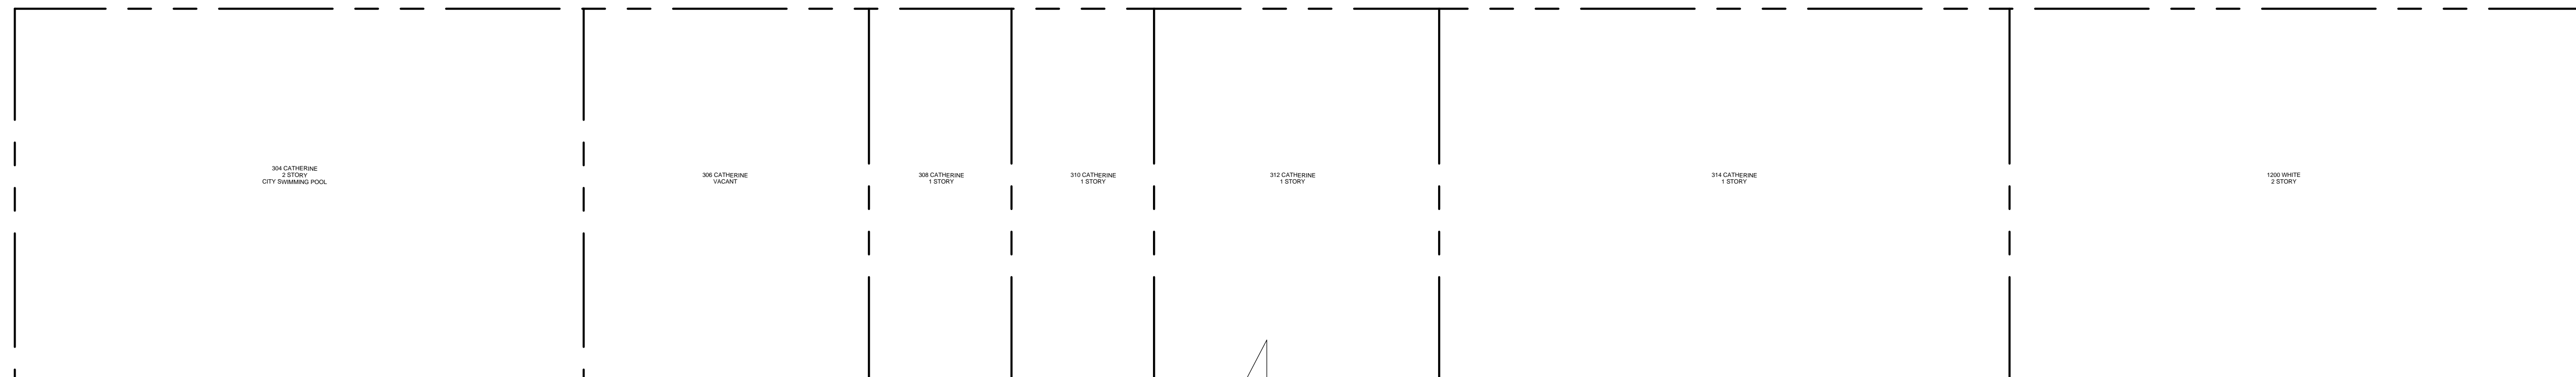 304 CATHERINE
2 STORY
CITY SWIMMING POOL
306 CATHERINE
VACANT
308 CATHERINE
1 STORY
310 CATHERINE
1 STORY
312 CATHERINE
1 STORY
314 CATHERINE
1 STORY
1200 WHITE
2 STORY